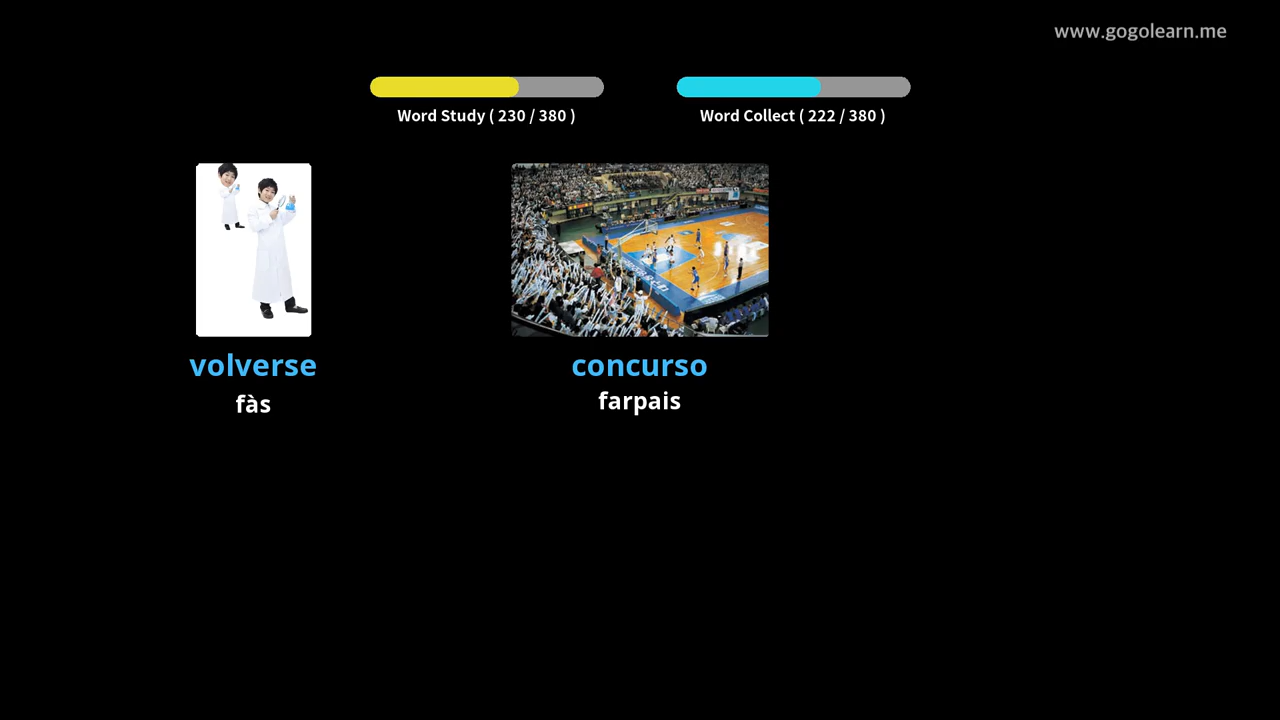 www.gogolearn.me
Word Study ( 230 / 380 )
Word Collect ( 222 / 380 )
volverse
fàs
concurso
farpais